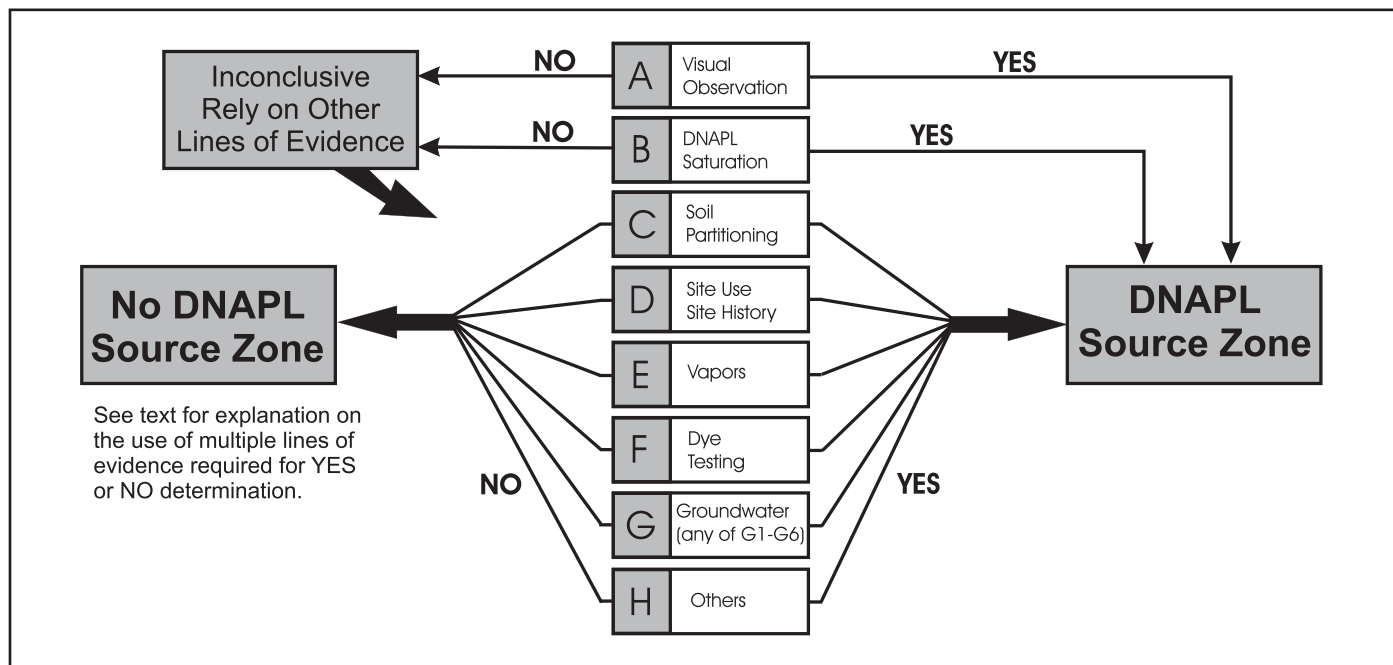 Inconclusive
Rely on Other
Lines of Evidence
NO
A
Visual
Observation
YES
NO
B
DNAPL
Saturation
YES
C
Soil
Partitioning
No DNAPL
Source Zone
D
Site Use
Site History
DNAPL
Source Zone
E
Vapors
See text for explanation on
the use of multiple lines of
evidence required for YES
or NO determination.
F
Dye
Testing
NO
YES
G
Groundwater
(any of G1-G6)
H
Others